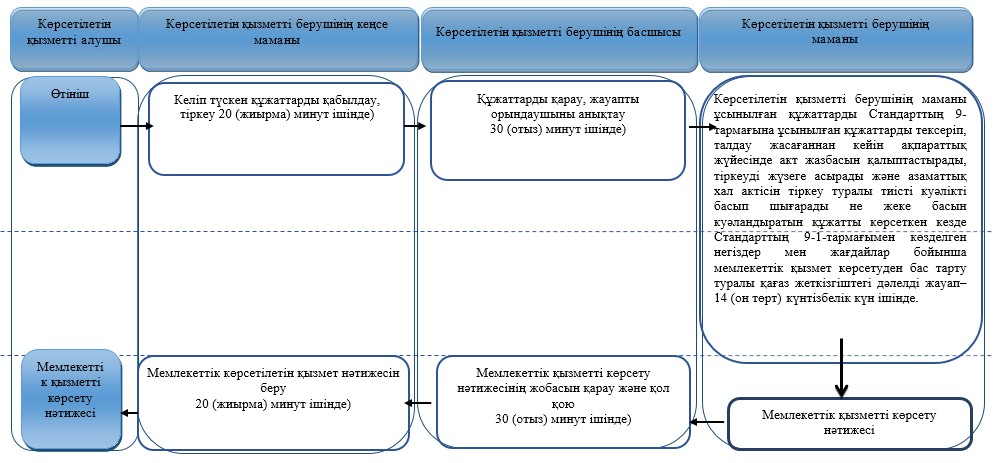 Көрсетілетін
қызметті алушы
Көрсетілетін қызметті берушінің кеңсе
маманы
Көрсетілетін қызметті берушінің басшысы
Көрсетілетін қызметті берушінің
маманы
Өтініш
Келіп түскен құжаттарды қабылдау,
тіркеу 20 (жиырма) минут ішінде)
Құжаттарды қарау, жауапты
орындаушыны анықтау
30 (отыз) минут ішінде)
Көрсетілетін қызметті берушінің маманы
ұсынылған құжаттарды Стандарттың 9-
тармағына ұсынылған құжаттарды тексеріп,
талдау жасағаннан кейін ақпараттық
жүйесінде акт жазбасын қалыптастырады,
тіркеуді жүзеге асырады және азаматтық
хал актісін тіркеу туралы тиісті куәлікті
басып шығарады не жеке басын
куәландыратын құжатты көрсеткен кезде
Стандарттың 9-1-тармағымен көзделген
негіздер мен жағдайлар бойынша
мемлекеттік қызмет көрсетуден бас тарту
туралы қағаз жеткізгіштегі дәлелді жауап–
14 (он төрт) күнтізбелік күн ішінде.
Мемлекетті
к қызметті
көрсету
нәтижесі
Мемлекеттік көрсетілетін қызмет нәтижесін
беру
20 (жиырма) минут ішінде)
Мемлекеттік қызметті көрсету
нәтижесінің жобасын қарау және қол
қою
30 (отыз) минут ішінде)
Мемлекеттік қызметті көрсету
нәтижесі